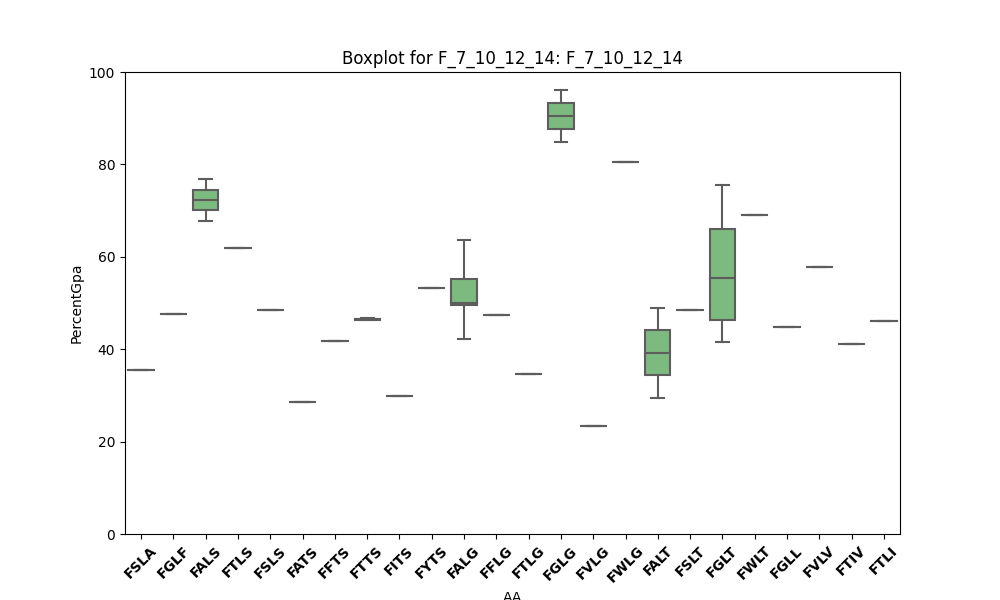 Boxplot for F_7_10_12_14: F_7_10_12_14
100
80
60
40
20
0
PercentGpa
FSLA
FGLF
FALS
FTLS
FSLS
FATS
FFTS
FTTS
FITS
FYTS
FALG
FFLG
FTLG
FGLG
FVLG
FWLG
FALT
FSLT
FGLT
FWLT
FGLL
FVLV
FTIV
FTLI
AA